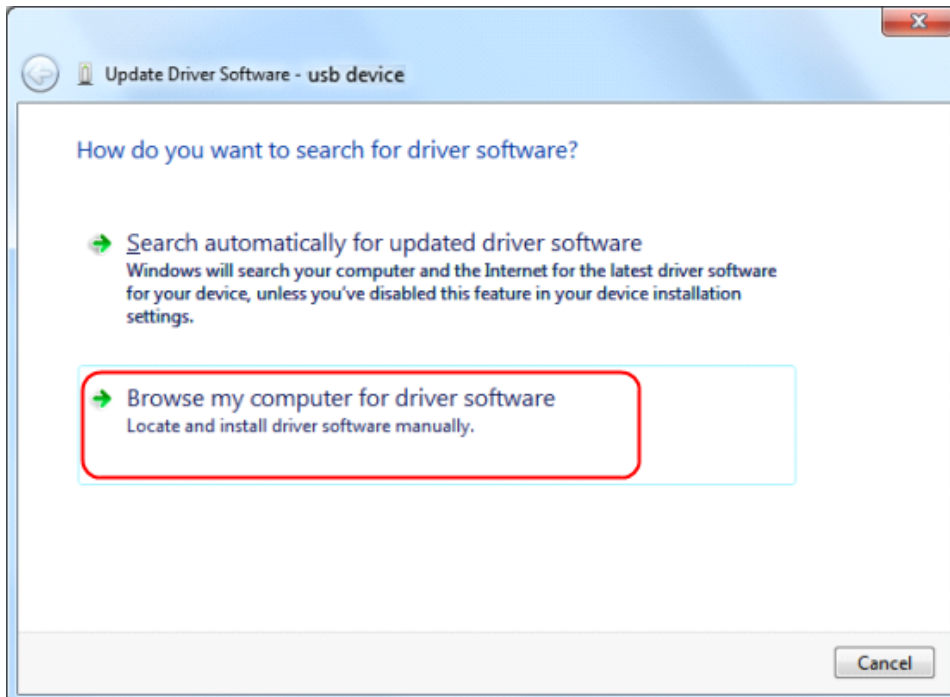 Update Driver Software - usb device
How do you want to search for driver software?
Search automatically for updated driver software
Windows will search your computer and the Internet for the latest driver software
for your device, unless you've disabled this feature in your device installation
settings.
Browse my computer for driver software
Locate and install driver software manually.
Cancel